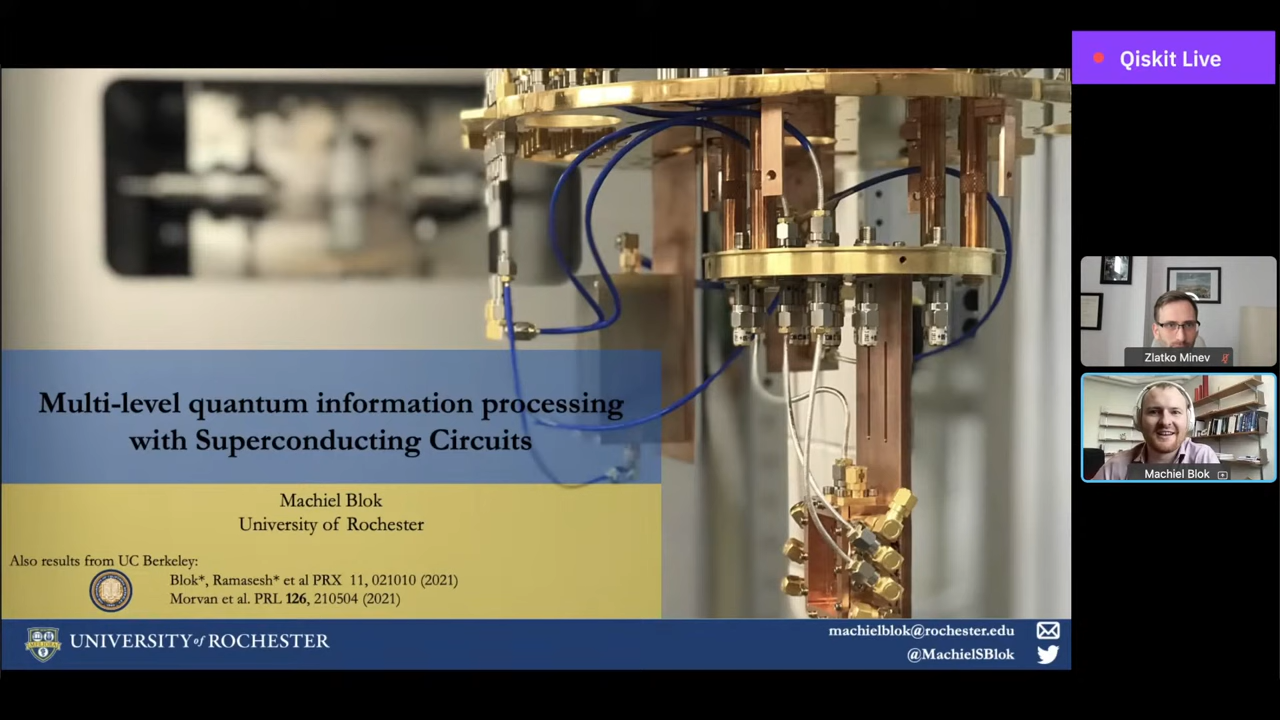 Qiskit Live
Multi-level quantum information processing
with Superconducting Circuits
Machiel Blok
University of Rochester
Also results from UC Berkeley:
Blok*, Ramasesh* et al PRX 11, 021010 (2021)
Morvan et al. PRL 126, 210504 (2021)
UNIVERSITY of ROCHESTER
machielblok@rochester.edu
@MachielSBlok
Zlatko Minev
Machiel Blok